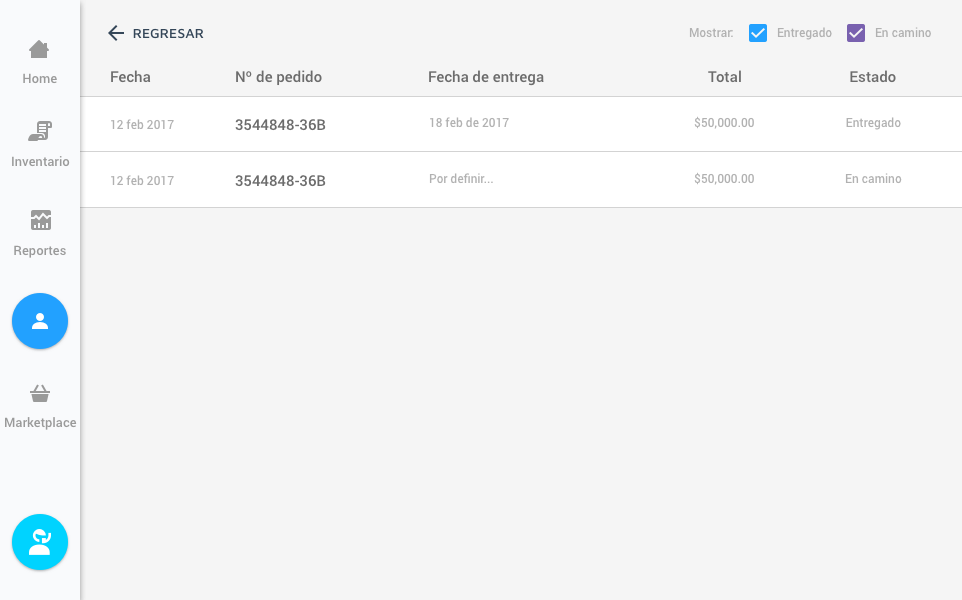 REGRESAR
Mostrar: Entregado En camino
Fecha Nº de pedido Fecha de entrega Total Estado
12 feb 2017 3544848-36B 18 feb de 2017 $50,000.00 Entregado
12 feb 2017 3544848-36B Por definir... $50,000.00 En camino
Home
Inventario
Reportes
Marketplace